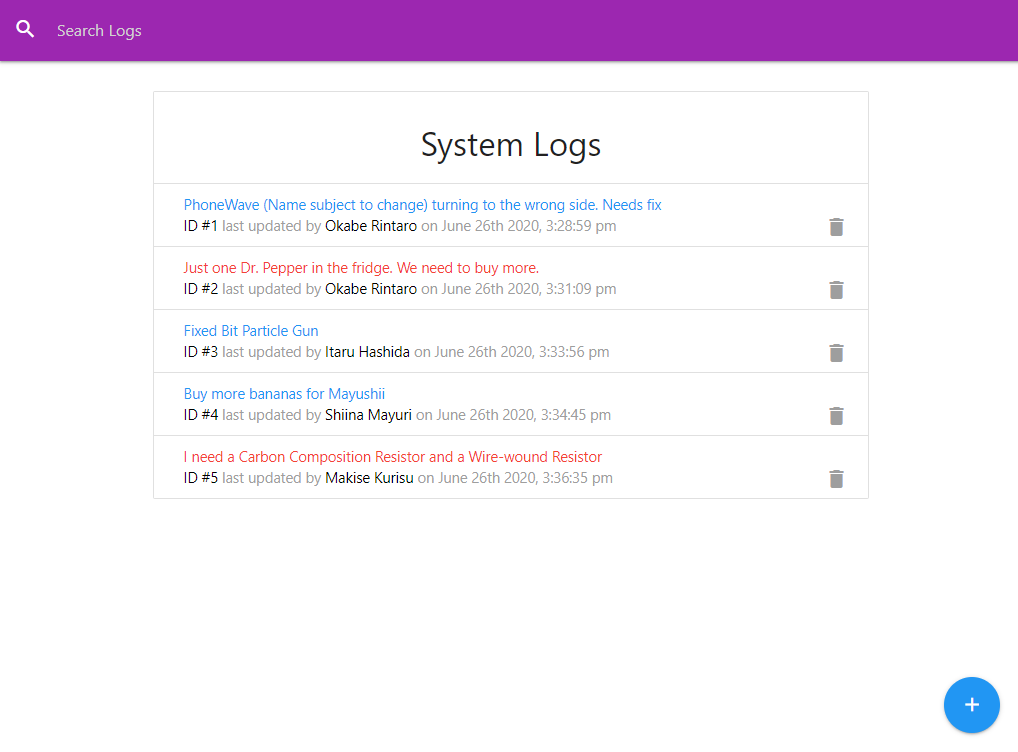 Search Logs
System Logs
PhoneWave (Name subject to change) turning to the wrong side. Needs fix
ID #1 last updated by Okabe Rintaro on June 26th 2020, 3:28:59 pm
Just one Dr. Pepper in the fridge. We need to buy more.
ID #2 last updated by Okabe Rintaro on June 26th 2020, 3:31:09 pm
Fixed Bit Particle Gun
ID #3 last updated by Itaru Hashida on June 26th 2020, 3:33:56 pm
Buy more bananas for Mayushii
ID #4 last updated by Shiina Mayuri on June 26th 2020, 3:34:45 pm
I need a Carbon Composition Resistor and a Wire-wound Resistor
ID #5 last updated by Makise Kurisu on June 26th 2020, 3:36:35 pm